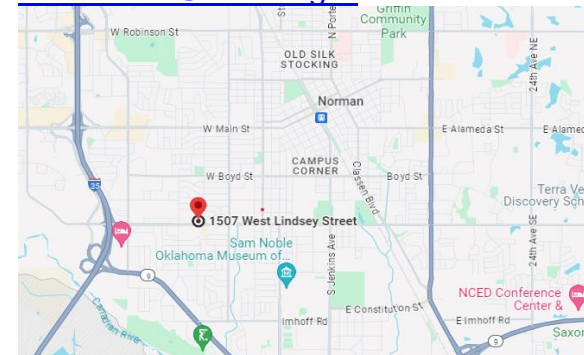 Griffin
Community
Park
W Robinson St
N Porte
OLD SILK
STOCKING
24th Ave NE
Norman
W Main St
E Alameda St
E Alame
CAMPUS
CORNER
W Boyd St
Boyd St
Classen Blvd
35
Terra Ve
Discovery Sch
1507 West Lindsey Street
Sam Noble
Oklahoma Museum of...
S Jenkins Ave
24th Ave SE
9
NCED Conference
Center &
Canadian River
E Constitution St
Imhoff Rd
E Imhoff Rd
Saxon
9